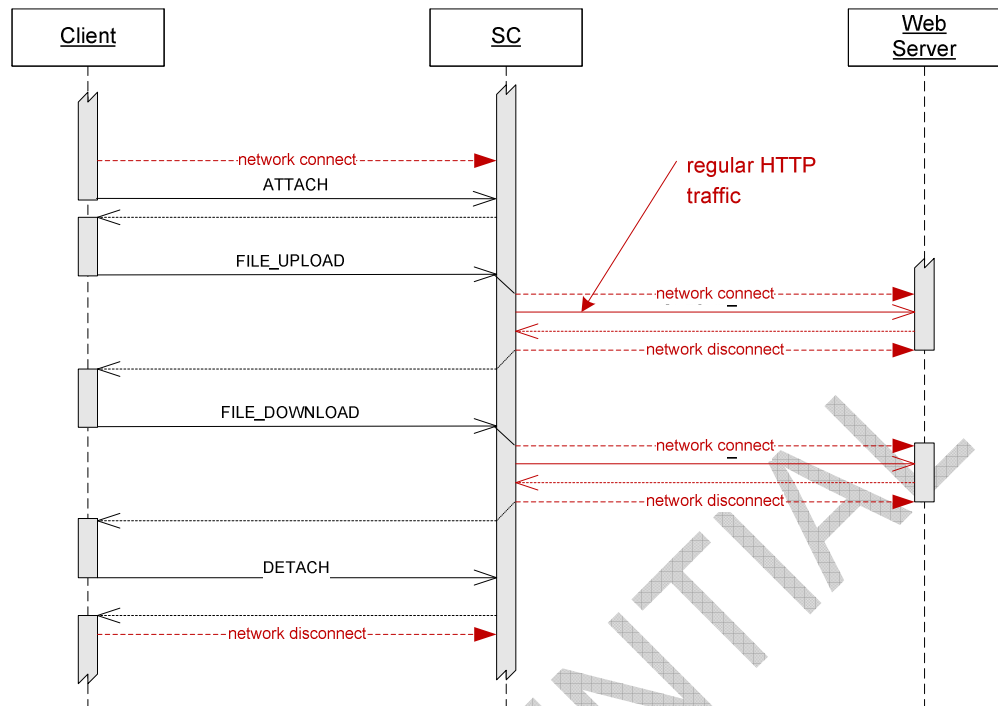 Client
SC
Web
Server
network connect
ATTACH
regular HTTP
traffic
FILE_UPLOAD
network connect
network disconnect
FILE_DOWNLOAD
network connect
network disconnect
DETACH
network disconnect
NTIAL